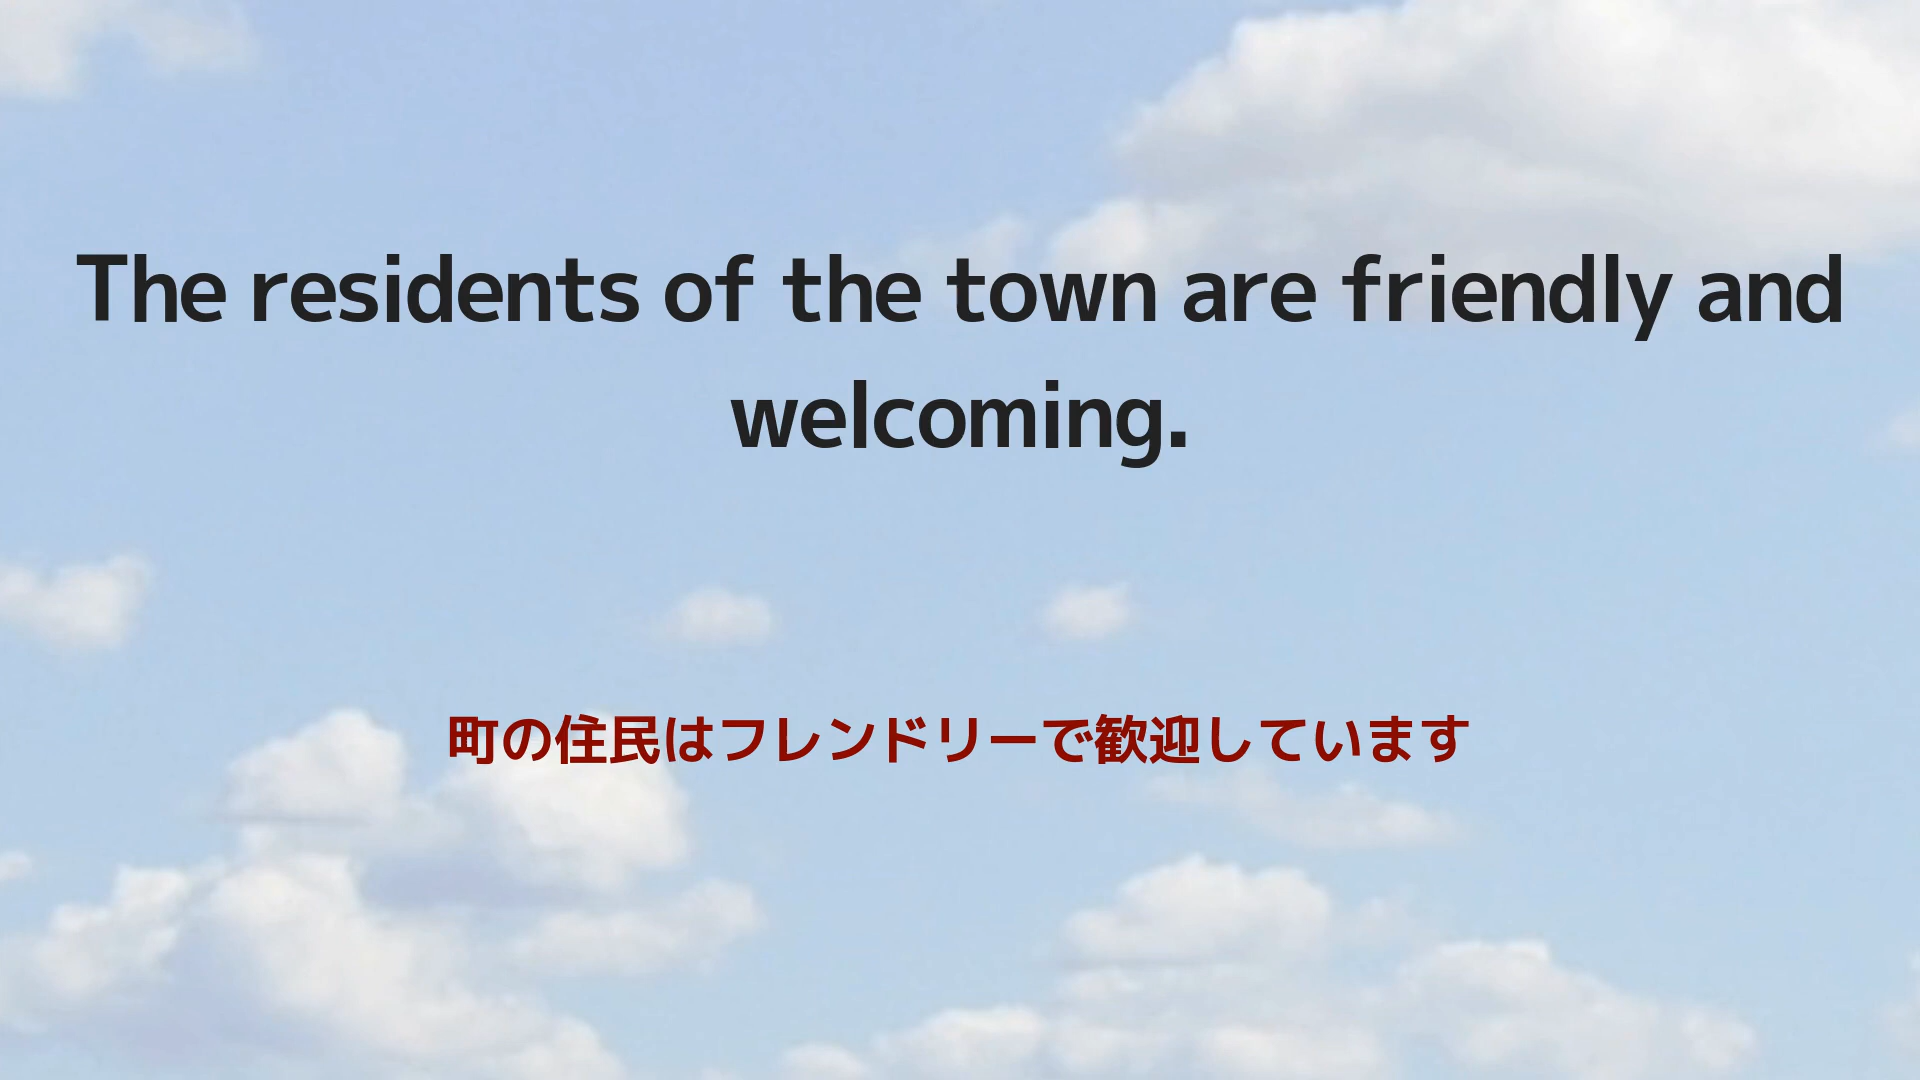 The residents of the town are friendly and
welcoming.
町の住民はフレンドリーで歓迎しています